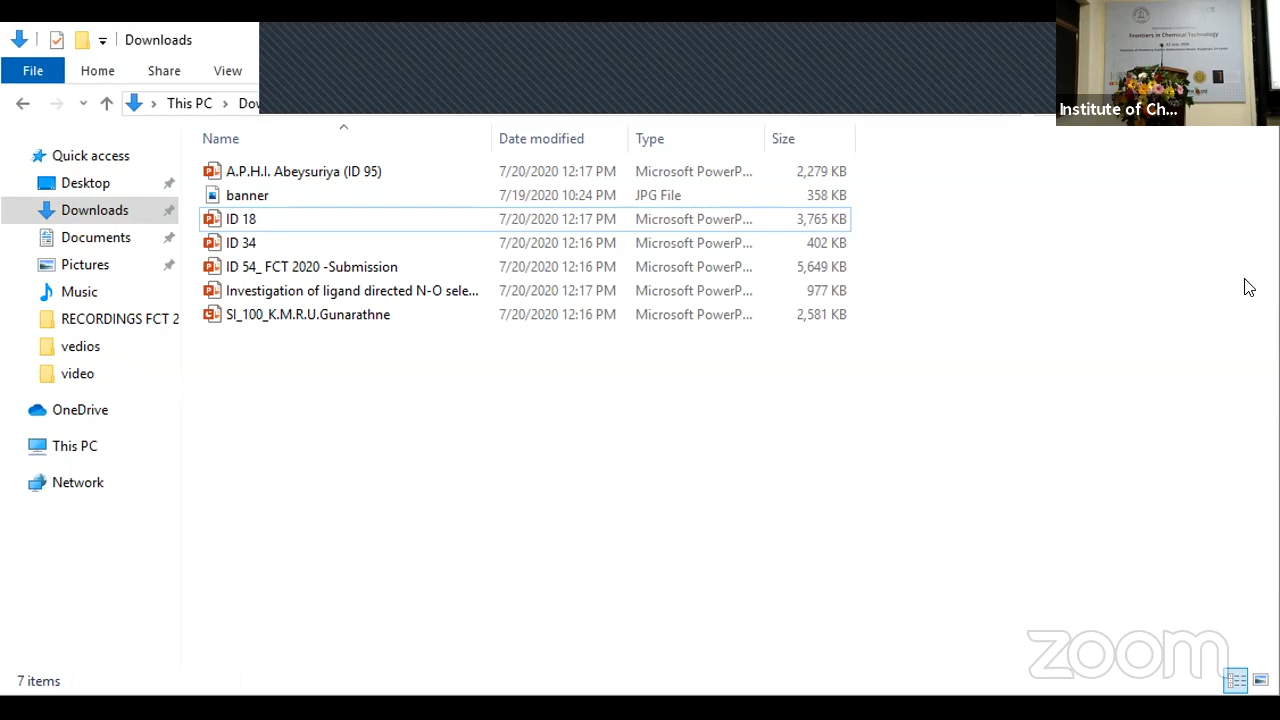 Downloads
File Home Share View
This PC Dow
Name Date modified Type Size
A.P.H.I. Abeysuriya (ID 95) 7/20/2020 12:17 PM Microsoft PowerP... 2,279 KB
banner 7/19/2020 10:24 PM JPG File 358 KB
ID 18 7/20/2020 12:17 PM Microsoft PowerP... 3,765 KB
ID 34 7/20/2020 12:16 PM Microsoft PowerP... 402 KB
ID 54_ FCT 2020 -Submission 7/20/2020 12:16 PM Microsoft PowerP... 5,649 KB
Investigation of ligand directed N-O sele... 7/20/2020 12:17 PM Microsoft PowerP... 977 KB
SI_100_K.M.R.U.Gunarathne 7/20/2020 12:16 PM Microsoft PowerP... 2,581 KB
Quick access
Desktop
Downloads
Documents
Pictures
Music
RECORDINGS FCT 2
vedios
video
OneDrive
This PC
Network
7 items
Frontiers in Chemical Technology
Institute of Ch...
zoom